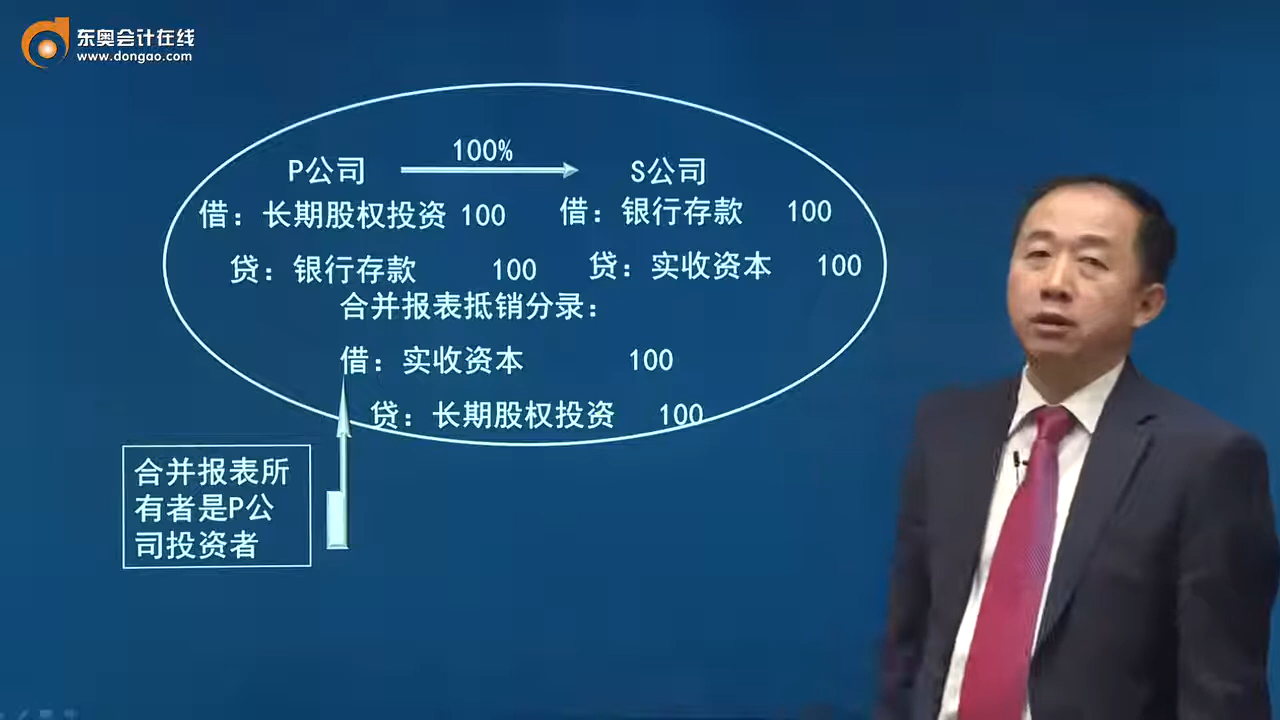 东奥会计在线
www.dongao.com
100%
P公司 S公司
借：长期股权投资 100 借：银行存款 100
贷：银行存款 100 贷：实收资本 100
合并报表抵销分录：
借：实收资本 100
贷：长期股权投资 100
合并报表所
有者是P公
司投资者